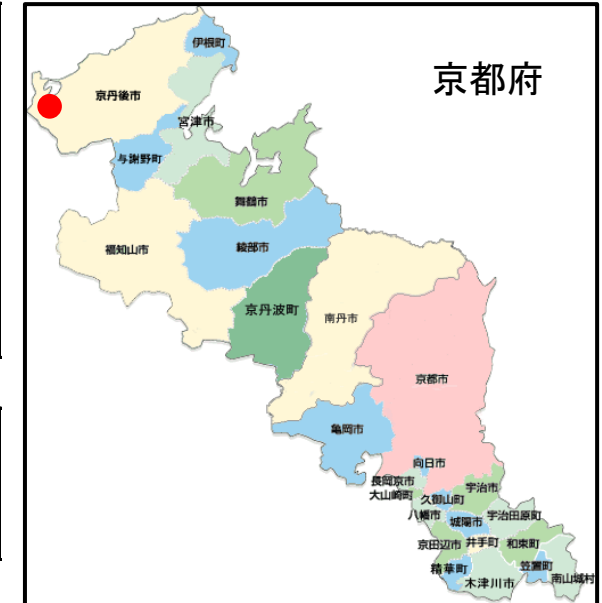 京都府
伊根町
京丹後市
宮津市
与謝野町
舞鶴市
福知山市
綾部市
京丹波町
南丹市
京都市
亀岡市
向日市
長岡京市
大山崎町
宇治市
久御山町
八幡市
城陽市
宇治田原町
京田辺市
井手町
和束町
精華町
笠置町
木津川市
南山城村